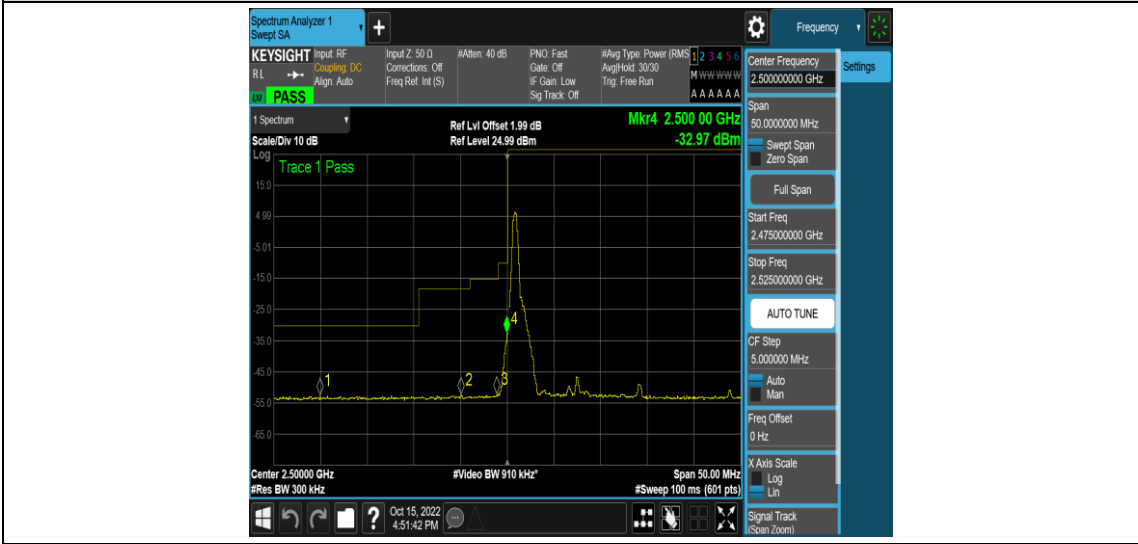 Spectrum Analyzer 1
Swept SA
+
Frequency
KEYSIGHT
RL
LNI PASS
Input: RF
Coupling: DC
Align: Auto
Input Z: 50 Ω
Corrections: Off
Freq Ref: Int (S)
#Atten: 40 dB
PNO: Fast
Gate: Off
IF Gain: Low
Sig Track: Off
#Avg Type: Power (RMS
Avg|Hold: 30/30
Trig: Free Run
1 2 3 4 5 6
M W W W W W
A A A A A A
1 Spectrum
Scale/Div 10 dB
Ref Lvl Offset 1.99 dB
Ref Level 24.99 dBm
Mkr4 2.500 00 GHz
-32.97 dBm
Log
Trace 1 Pass
15.0
4.99
-5.01
-15.0
-25.0
-35.0
-45.0
-55.0
-65.0
1
2
3
4
Center 2.50000 GHz
#Res BW 300 kHz
#Video BW 910 kHz*
Span 50.00 MHz
#Sweep 100 ms (601 pts)
?
Oct 15, 2022
4:51:42 PM
Center Frequency
2.500000000 GHz
Settings
Span
50.0000000 MHz
Swept Span
Zero Span
Full Span
Start Freq
2.475000000 GHz
Stop Freq
2.525000000 GHz
AUTO TUNE
CF Step
5.000000 MHz
Auto
Man
Freq Offset
0 Hz
X Axis Scale
Log
Lin
Signal Track
(Span Zoom)